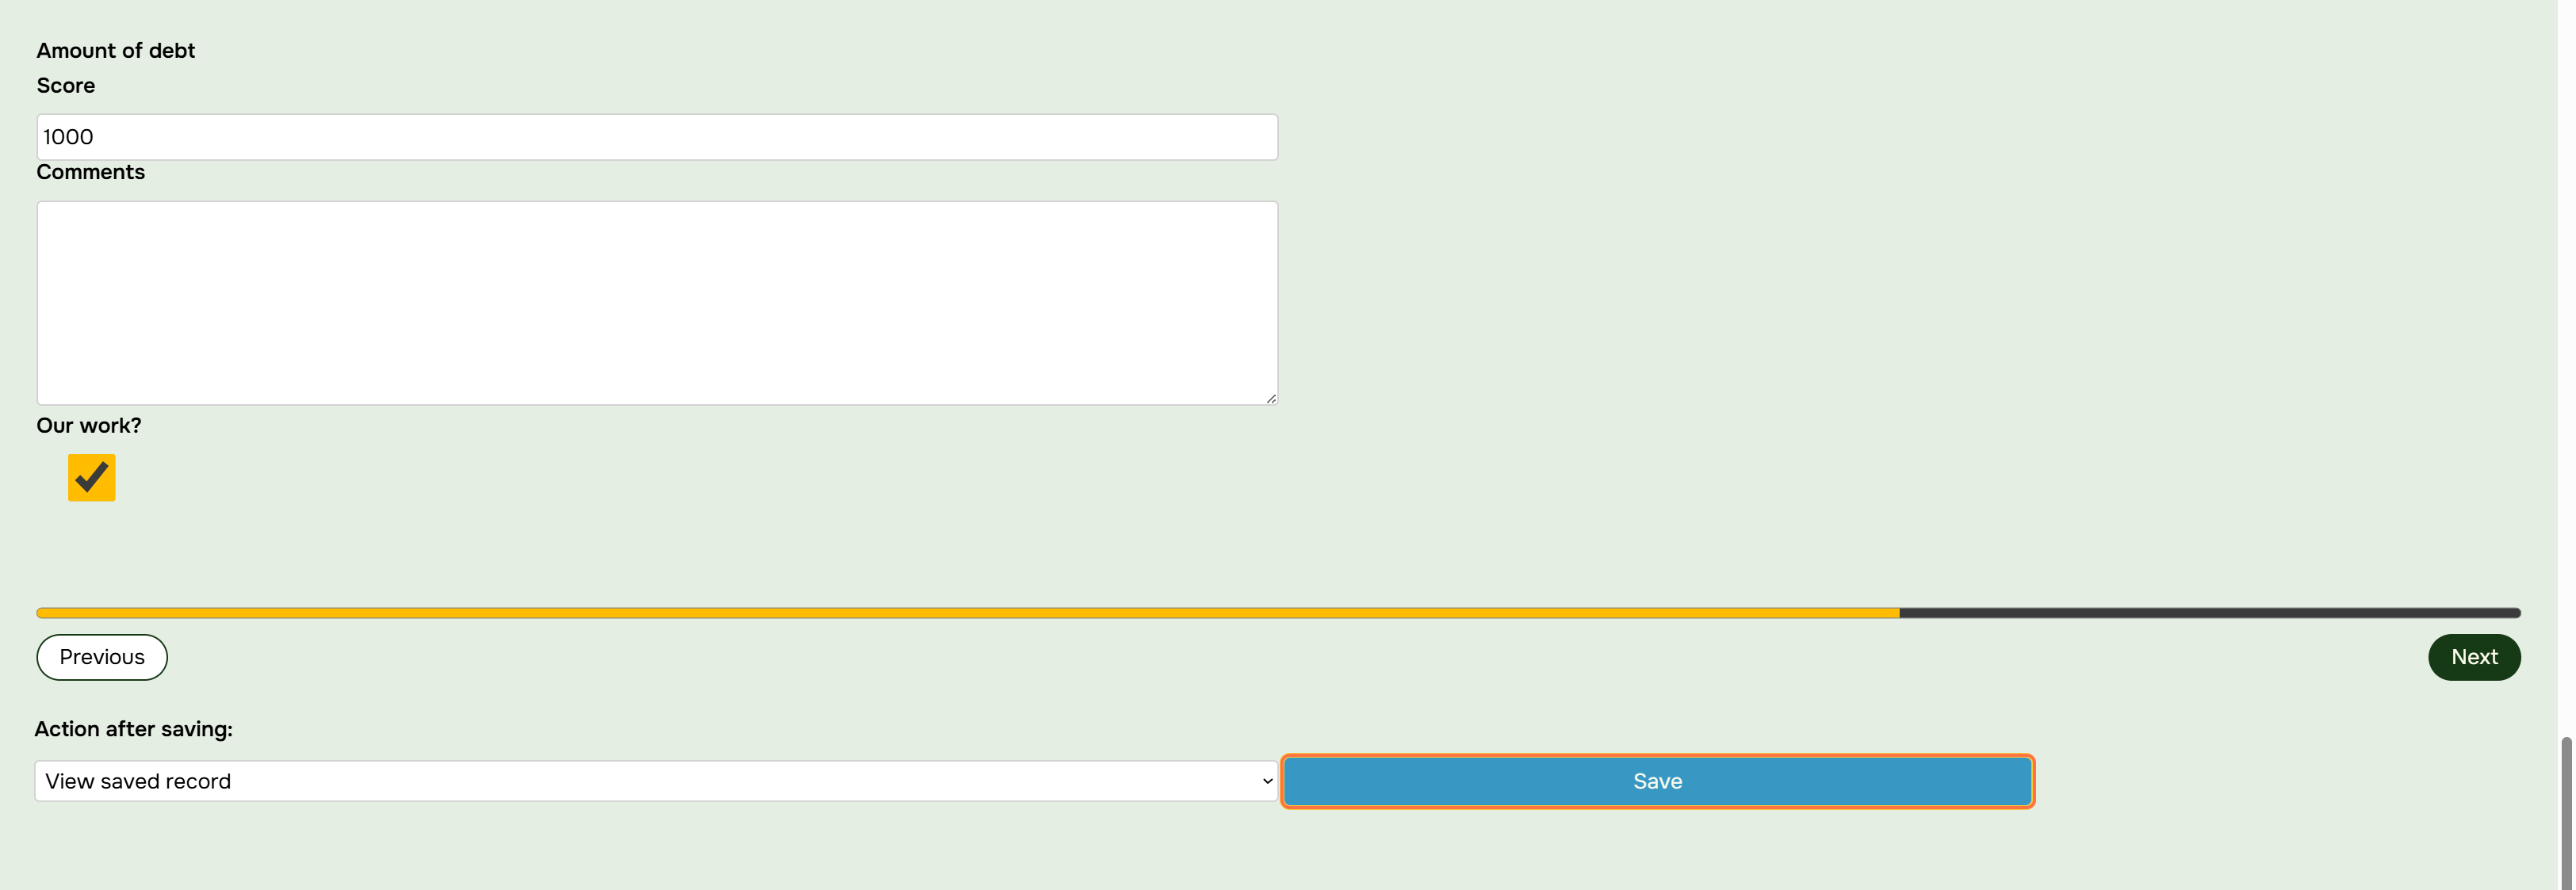 Amount of debt
Score
1000
Comments
Our work?
Previous
Next
Action after saving:
View saved record
Save